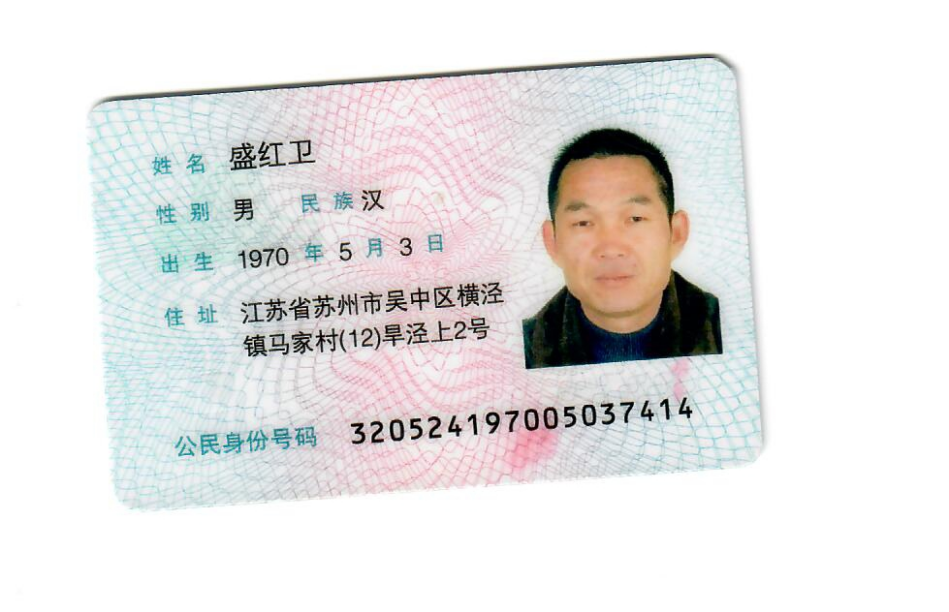 姓名 盛红卫
性别 男 民族 汉
出生 1970 年 5 月 3 日
住址 江苏省苏州市吴中区横泾
镇马家村(12)旱泾上2号
公民身份号码 320524197005037414